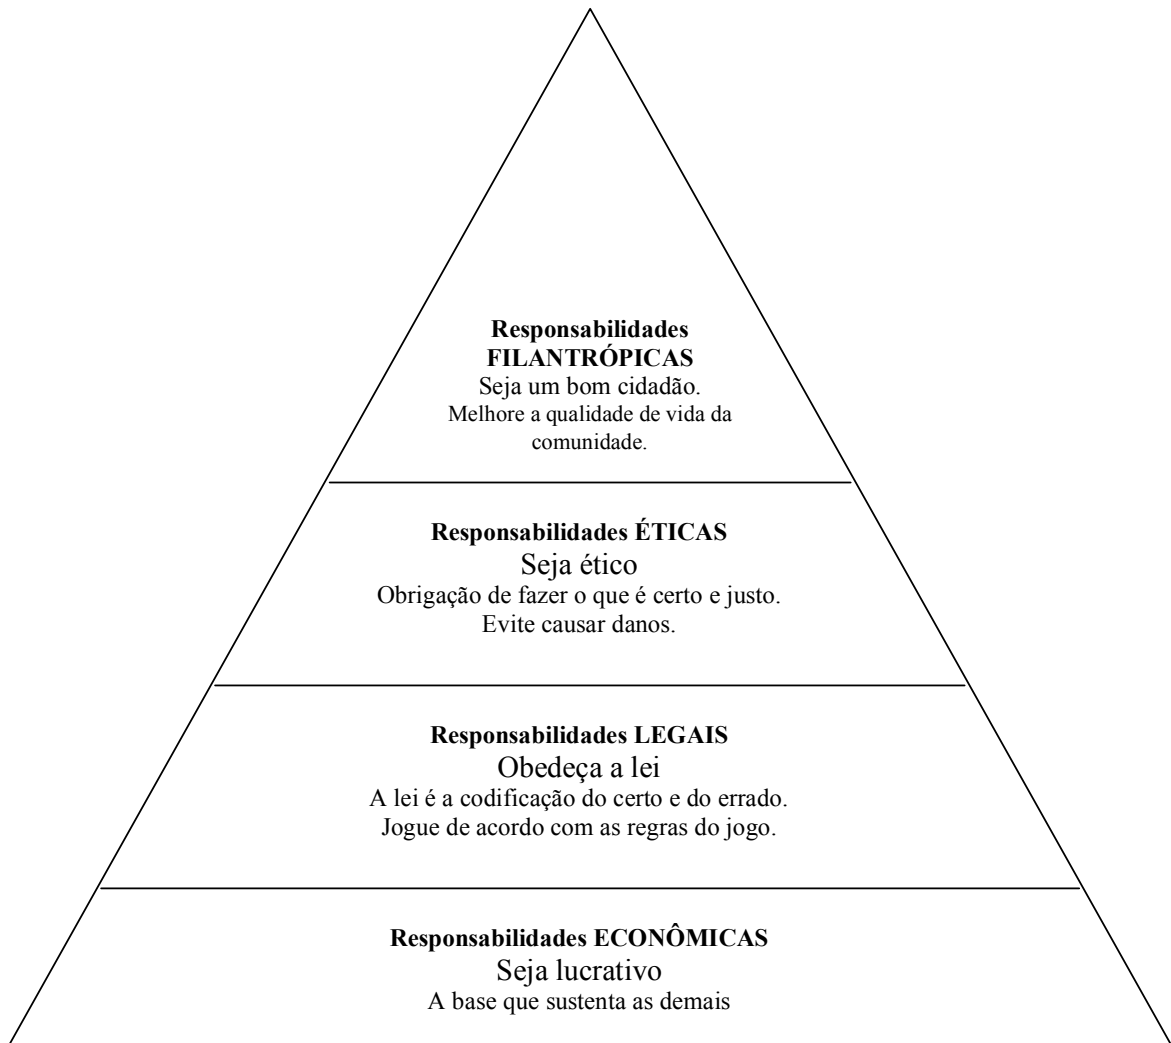 Responsabilidades
FILANTRÓPICAS
Seja um bom cidadão.
Melhore a qualidade de vida da
comunidade.
Responsabilidades ÉTICAS
Seja ético
Obrigação de fazer o que é certo e justo.
Evite causar danos.
Responsabilidades LEGAIS
Obedeça a lei
A lei é a codificação do certo e do errado.
Jogue de acordo com as regras do jogo.
Responsabilidades ECONÔMICAS
Seja lucrativo
A base que sustenta as demais